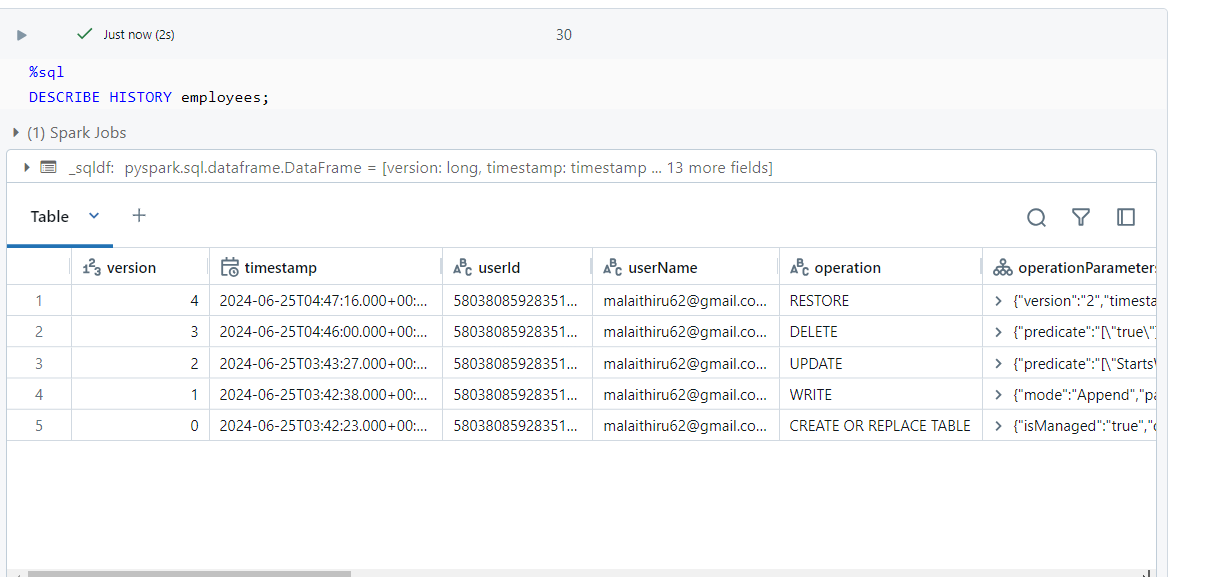 Just now (2s) 30
%sql
DESCRIBE HISTORY employees;
(1) Spark Jobs
_sqldf: pyspark.sql.dataframe.DataFrame = [version: long, timestamp: timestamp ... 13 more fields]
Table
version timestamp userId userName operation operationParameters
1 4 2024-06-25T04:47:16.000+00:... 58038085928351... malaithiru62@gmail.co... RESTORE {"version":"2","timesta
2 3 2024-06-25T04:46:00.000+00:... 58038085928351... malaithiru62@gmail.co... DELETE {"predicate":"[\"true\"]
3 2 2024-06-25T03:43:27.000+00:... 58038085928351... malaithiru62@gmail.co... UPDATE {"predicate":"[\"StartsW
4 1 2024-06-25T03:42:38.000+00:... 58038085928351... malaithiru62@gmail.co... WRITE {"mode":"Append","pa
5 0 2024-06-25T03:42:23.000+00:... 58038085928351... malaithiru62@gmail.co... CREATE OR REPLACE TABLE {"isManaged":"true","c